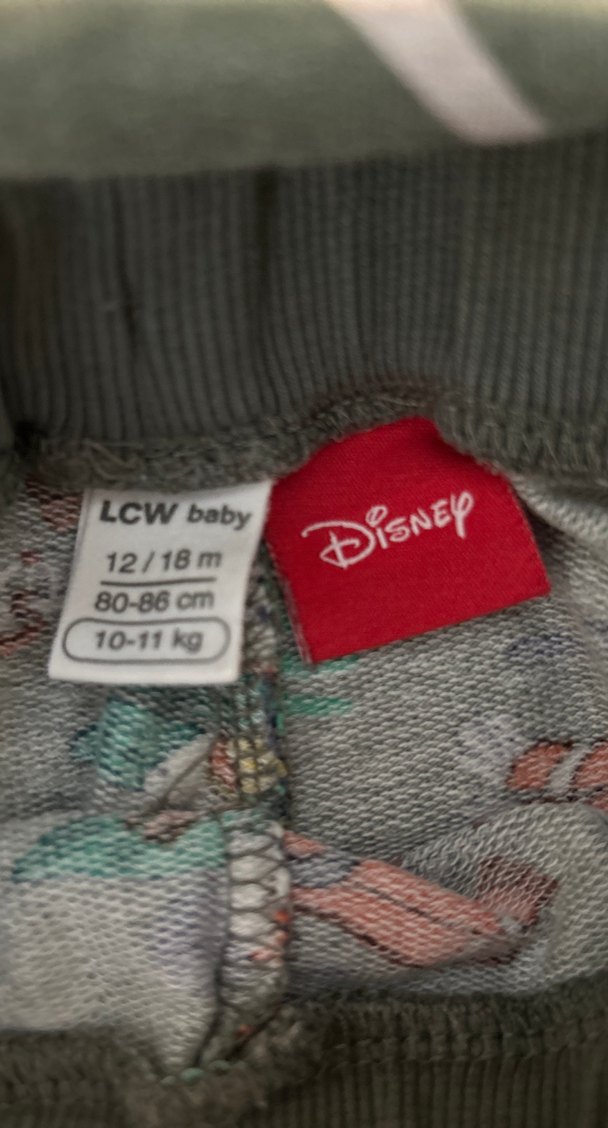 LCW baby
12 / 18 m
80-86 cm
10-11 kg
Disney